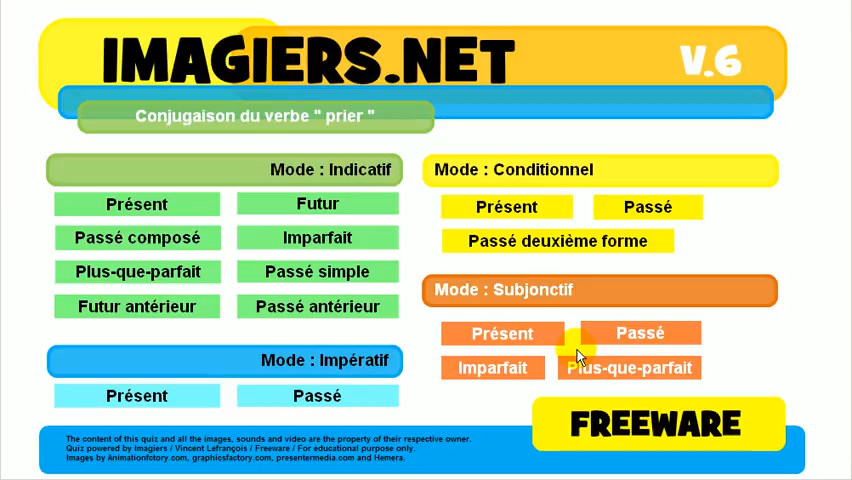 IMAGIERS.NET
V.6
Conjugaison du verbe " prier "
Mode : Indicatif
Présent
Futur
Passé composé
Imparfait
Plus-que-parfait
Passé simple
Futur antérieur
Passé antérieur
Mode : Impératif
Présent
Passé
Mode : Conditionnel
Présent
Passé
Passé deuxième forme
Mode : Subjonctif
Présent
Passé
Imparfait
Plus-que-parfait
FREEWARE
The content of this quiz and all the images, sounds and video are the property of their respective owner.
Quiz powered by Imagiers / Vincent Lefrançois / Freeware / For educational purpose only.
Images by Animationfctory.com, graphicsfactory.com, presentermedia.com and Hemera.